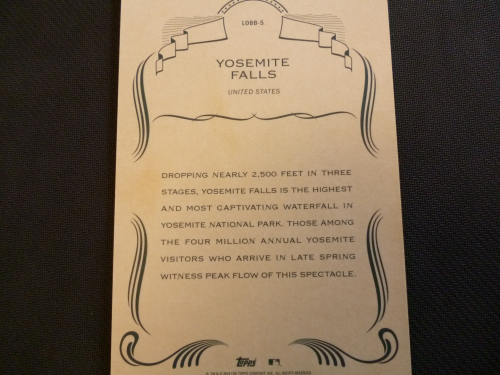 LOBB-5
YOSEMITE
FALLS
UNITED STATES
DROPPING NEARLY 2,500 FEET IN THREE
STAGES, YOSEMITE FALLS IS THE HIGHEST
AND MOST CAPTIVATING WATERFALL IN
YOSEMITE NATIONAL PARK. THOSE AMONG
THE FOUR MILLION ANNUAL YOSEMITE
VISITORS WHO ARRIVE IN LATE SPRING
WITNESS PEAK FLOW OF THIS SPECTACLE.
TOPPS